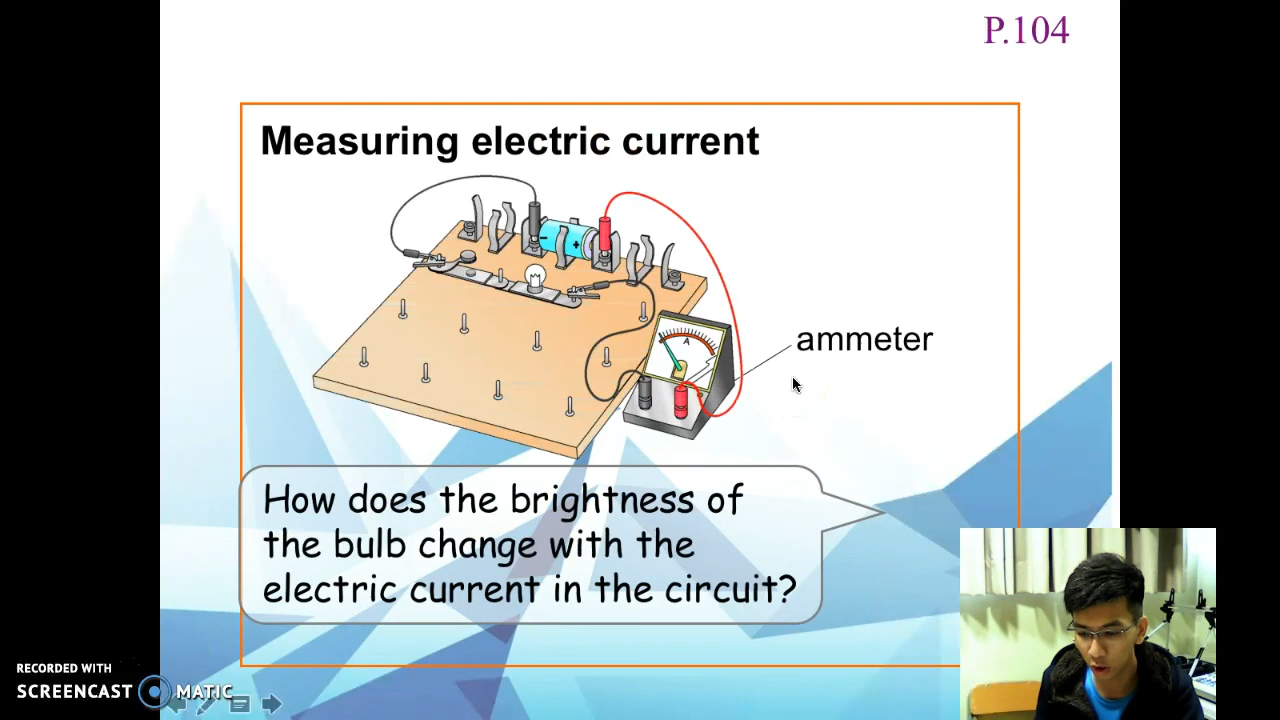 P.104
Measuring electric current
- +
A
ammeter
How does the brightness of
the bulb change with the
electric current in the circuit?
RECORDED WITH
SCREENCAST MATIC